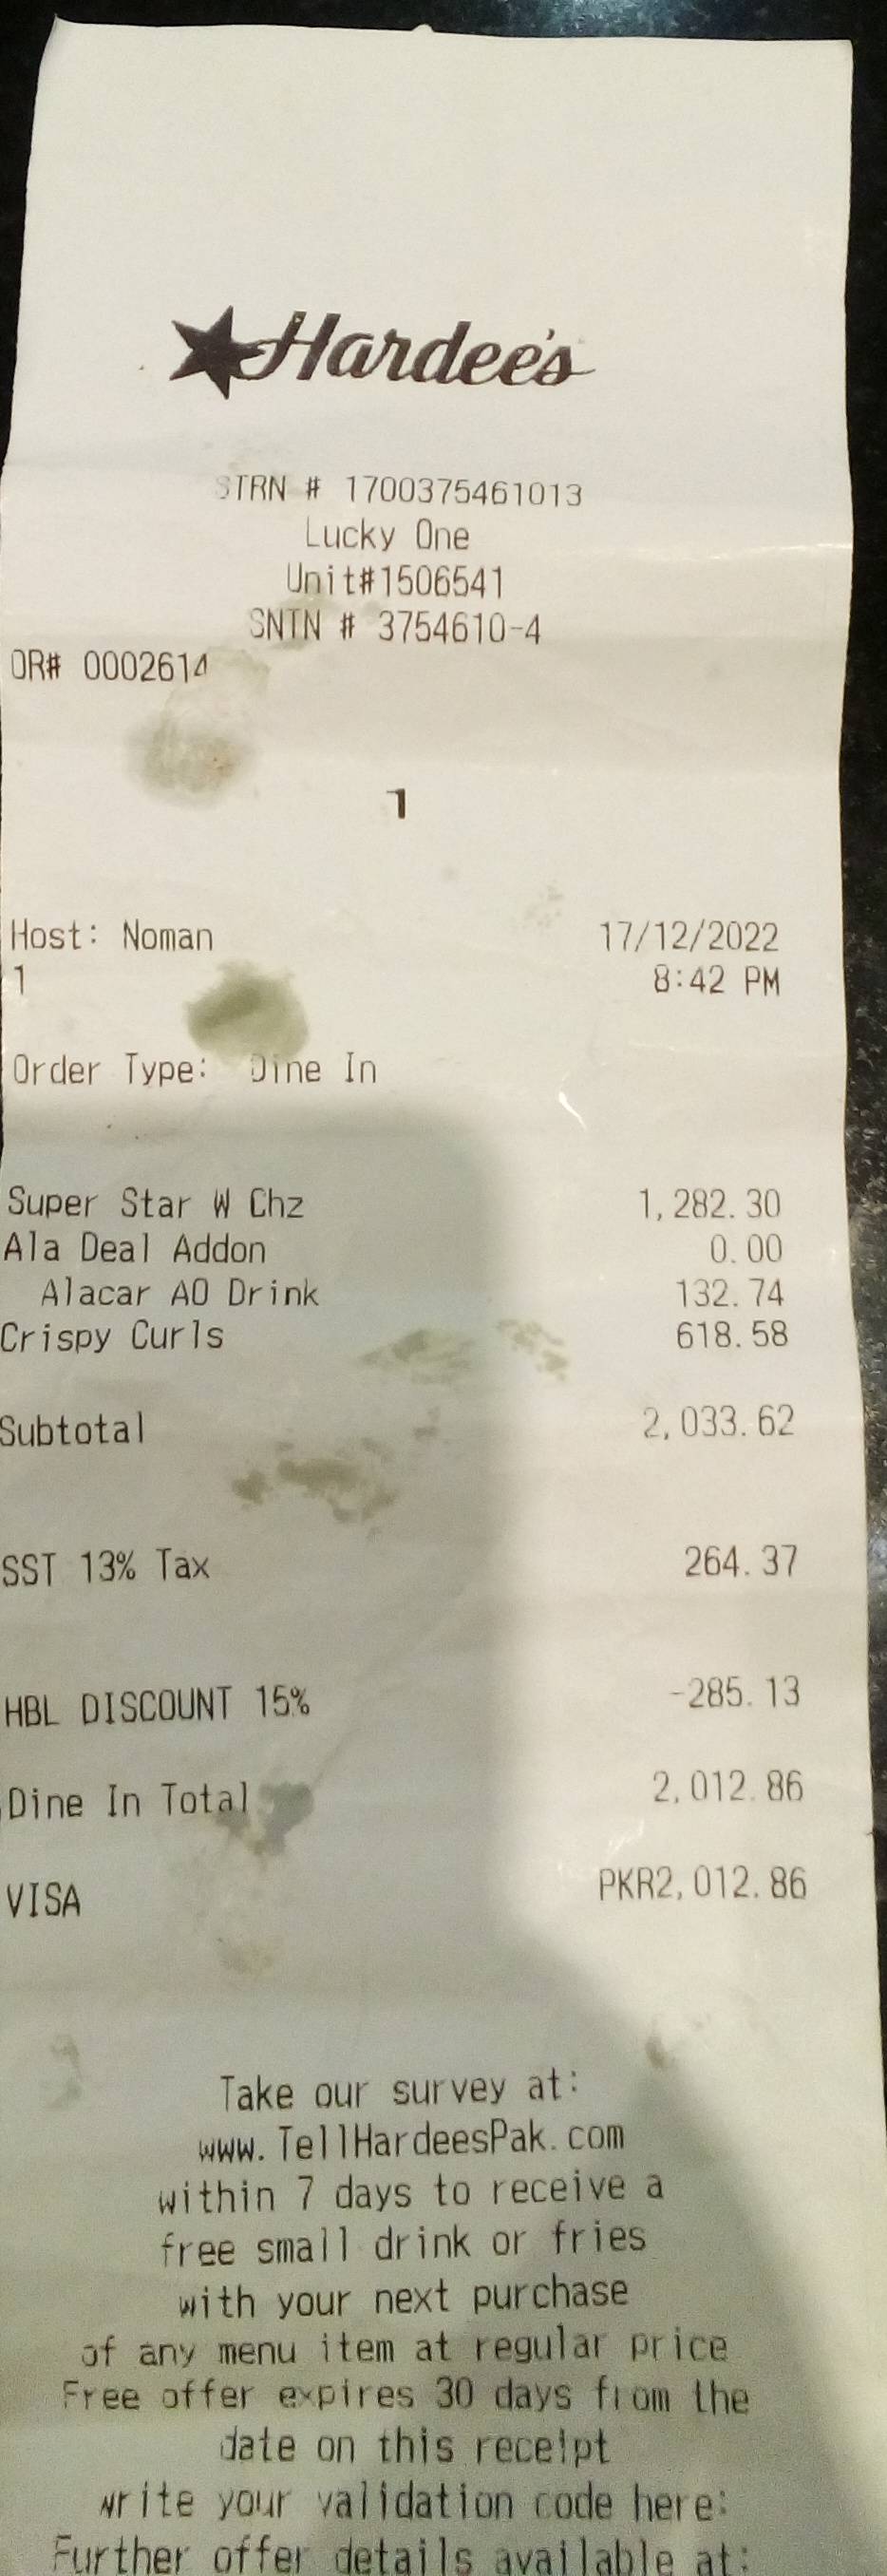 Hardee's
STRN # 1700375461013
Lucky One
Unit#1506541
SNTN # 3754610-4
OR# 0002614
1
Host: Noman 17/12/2022
1 8:42 PM
Order Type: Dine In
Super Star W Chz 1,282.30
Ala Deal Addon 0.00
Alacar AO Drink 132.74
Crispy Curls 618.58
Subtotal 2,033.62
SST 13% Tax 264.37
HBL DISCOUNT 15% -285.13
Dine In Total 2,012.86
VISA PKR2,012.86
Take our survey at:
www.TellHardeesPak.com
within 7 days to receive a
free small drink or fries
with your next purchase
of any menu item at regular price
Free offer expires 30 days from the
date on this receipt
write your validation code here:
Further offer details available at: